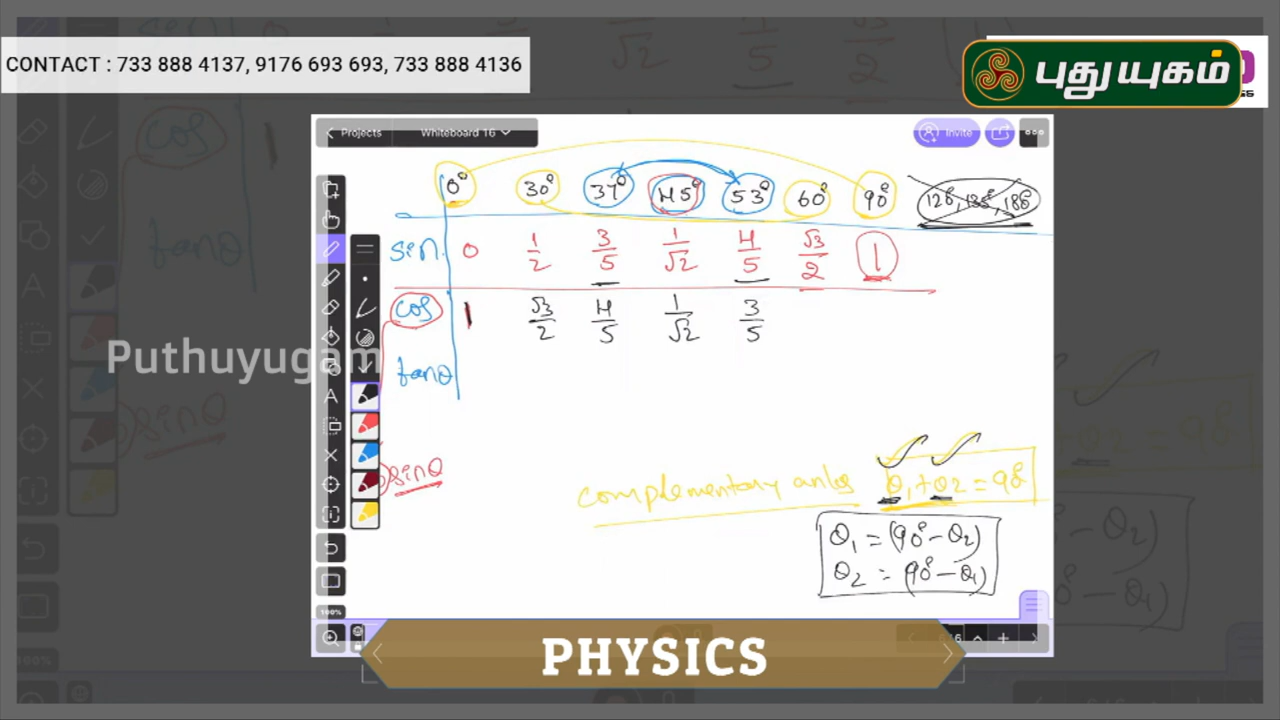 CONTACT : 733 888 4137, 9176 693 693, 733 888 4136
புதுயுகம்
Projects Whiteboard 16 Invite
0° 30° 37° 45° 53° 60° 90° 120°, 135°, 180°
sin 0 1/2 3/5 1/√2 4/5 √3/2 1
cos 1 √3/2 4/5 1/√2 3/5
tanθ
Puthuyugam
sinθ
complementary anles θ1+θ2 = 90°
θ1 = (90° - θ2)
θ2 = (90° - θ1)
100%
PHYSICS